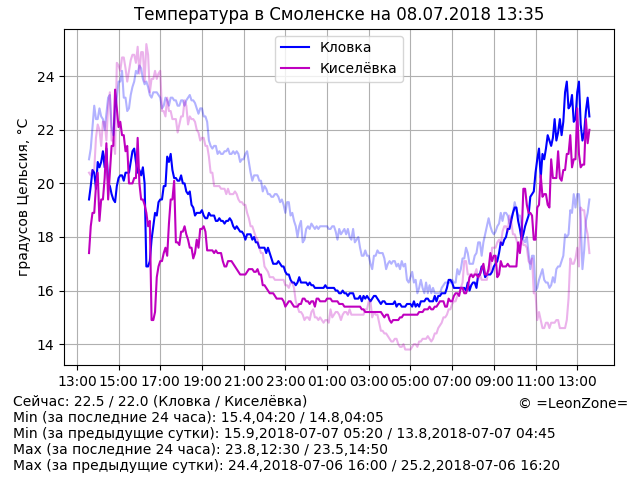 Температура в Смоленске на 08.07.2018 13:35
Кловка
Киселёвка
градусов Цельсия, °C
24
22
20
18
16
14
13:00 15:00 17:00 19:00 21:00 23:00 01:00 03:00 05:00 07:00 09:00 11:00 13:00
Сейчас: 22.5 / 22.0 (Кловка / Киселёвка)
© =LeonZone=
Min (за последние 24 часа): 15.4,04:20 / 14.8,04:05
Min (за предыдущие сутки): 15.9,2018-07-07 05:20 / 13.8,2018-07-07 04:45
Max (за последние 24 часа): 23.8,12:30 / 23.5,14:50
Max (за предыдущие сутки): 24.4,2018-07-06 16:00 / 25.2,2018-07-06 16:20